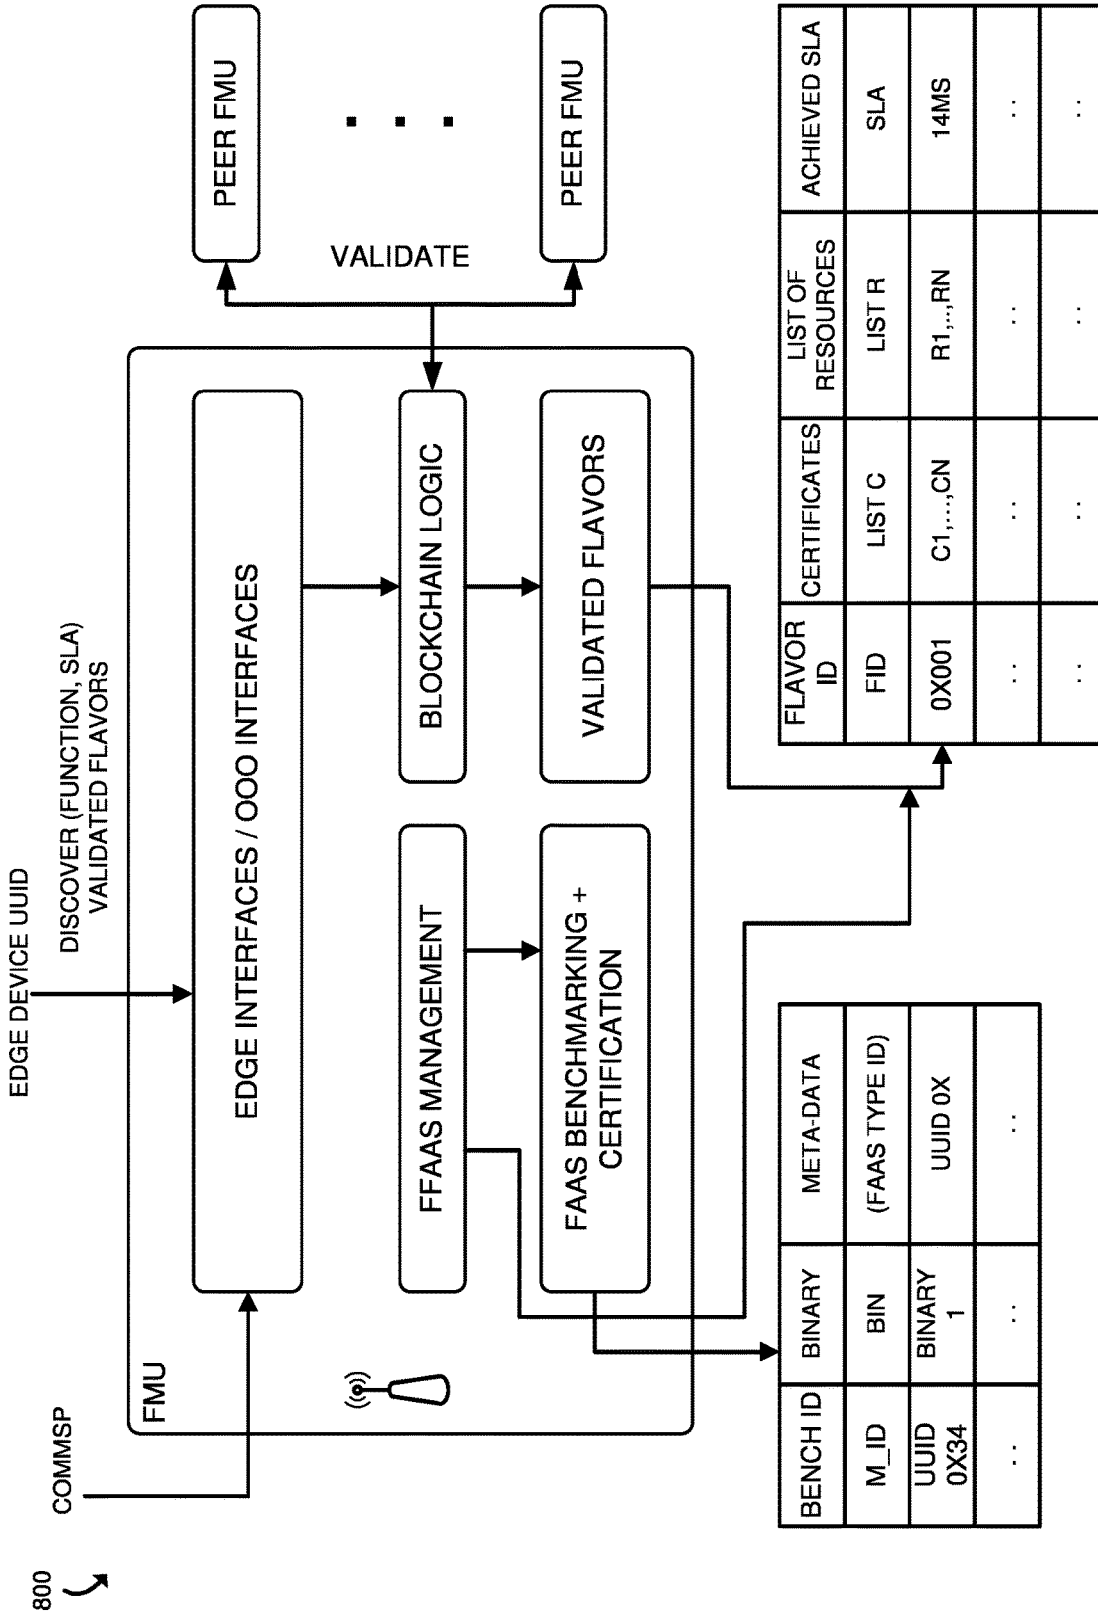 800
COMMSP
EDGE DEVICE UUID
DISCOVER (FUNCTION, SLA)
VALIDATED FLAVORS
FMU
EDGE INTERFACES / OOO INTERFACES
FFAAS MANAGEMENT
BLOCKCHAIN LOGIC
FAAS BENCHMARKING +
CERTIFICATION
VALIDATED FLAVORS
VALIDATE
PEER FMU
PEER FMU
BENCH ID
BINARY
META-DATA
M_ID
BIN
(FAAS TYPE ID)
UUID
0X34
BINARY
1
UUID 0X
FLAVOR
ID
CERTIFICATES
LIST OF
RESOURCES
ACHIEVED SLA
FID
LIST C
LIST R
SLA
0X001
C1,...,CN
R1,..,RN
14MS